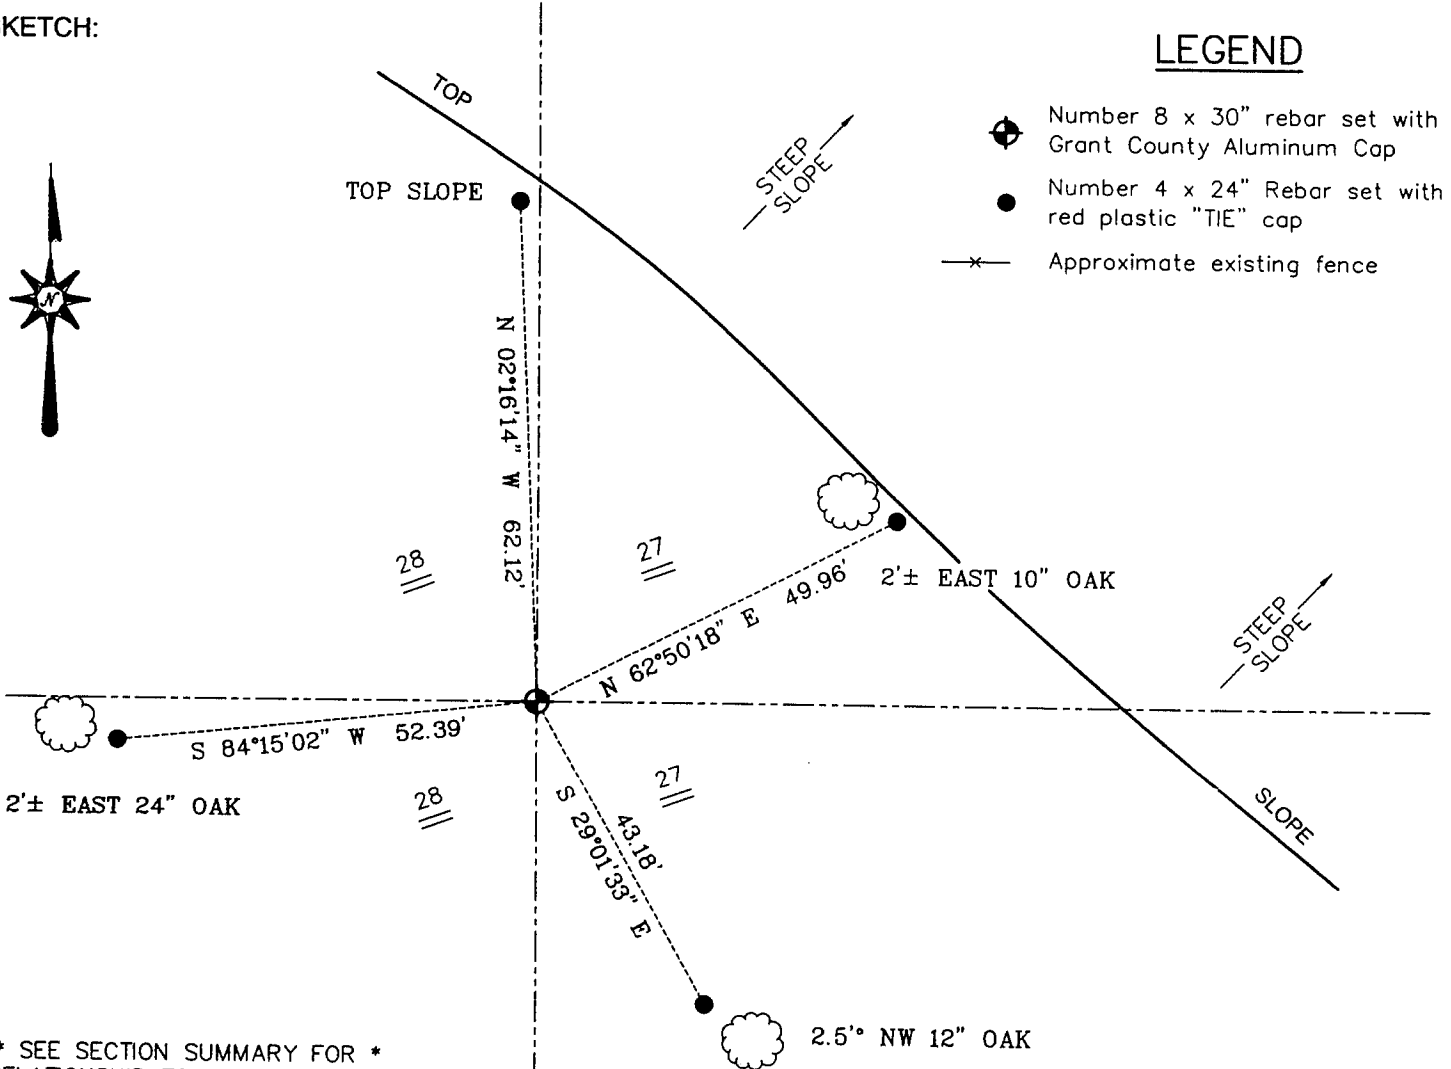 KETCH:
LEGEND
Number 8 x 30" rebar set with
Grant County Aluminum Cap
Number 4 x 24" Rebar set with
red plastic "TIE" cap
Approximate existing fence
TOP
STEEP
SLOPE
TOP SLOPE
N
N 02°16'14" W 62.12'
28
27
2'± EAST 10" OAK
N 62°50'18" E 49.96'
STEEP
SLOPE
S 84°15'02" W 52.39'
2'± EAST 24" OAK
28
27
43.18'
S 29°01'33" E
SLOPE
2.5'° NW 12" OAK
* SEE SECTION SUMMARY FOR *